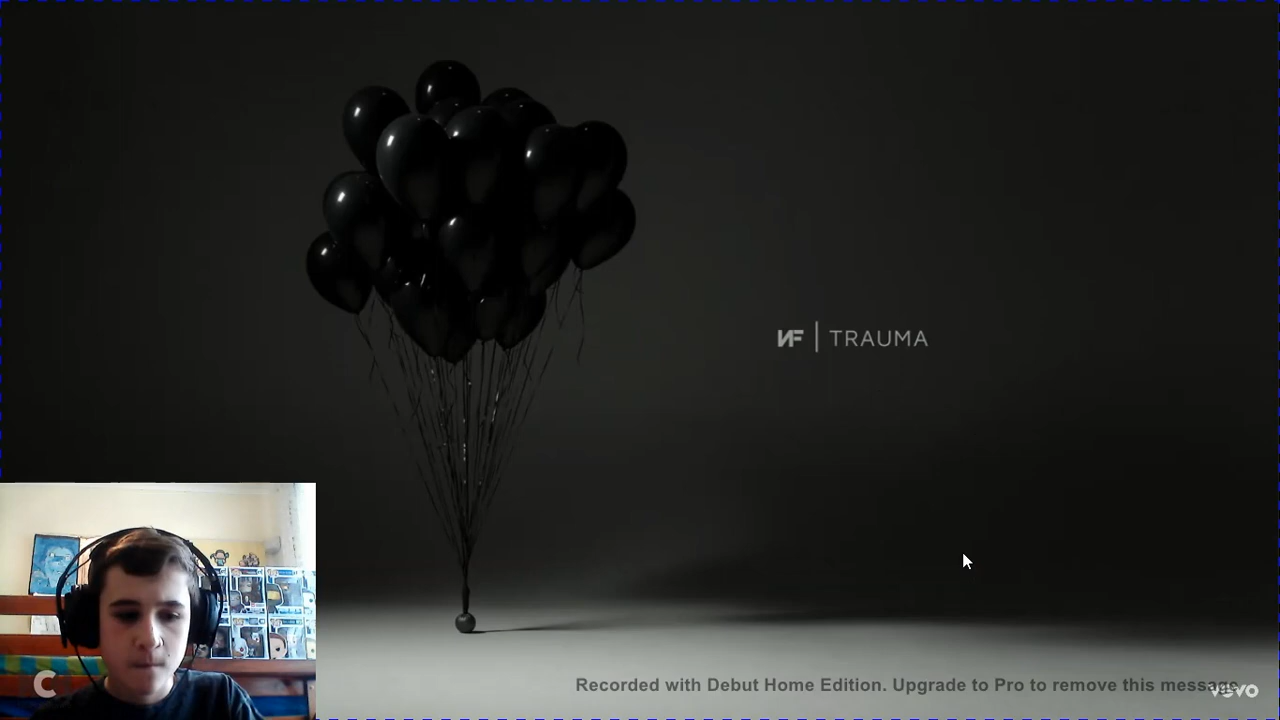 NF | TRAUMA
Recorded with Debut Home Edition. Upgrade to Pro to remove this message.
vevo
C